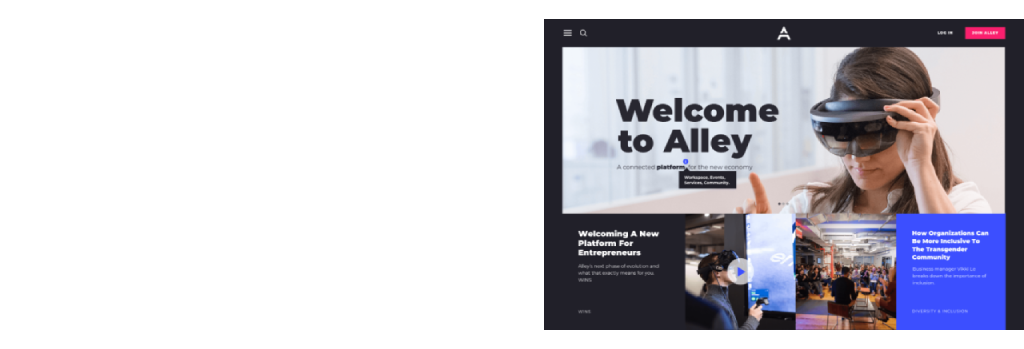 LOG IN
JOIN ALLEY
Welcome
to Alley
A connected platform for the new economy
Workspace, Events,
Services, Community.
Welcoming A New
Platform For
Entrepreneurs
Alley's next phase of evolution and
what that exactly means for you.
WINS
WINS
How Organizations Can
Be More Inclusive To
The Transgender
Community
Business manager Vikki Le
breaks down the importance of
inclusion.
DIVERSITY & INCLUSION